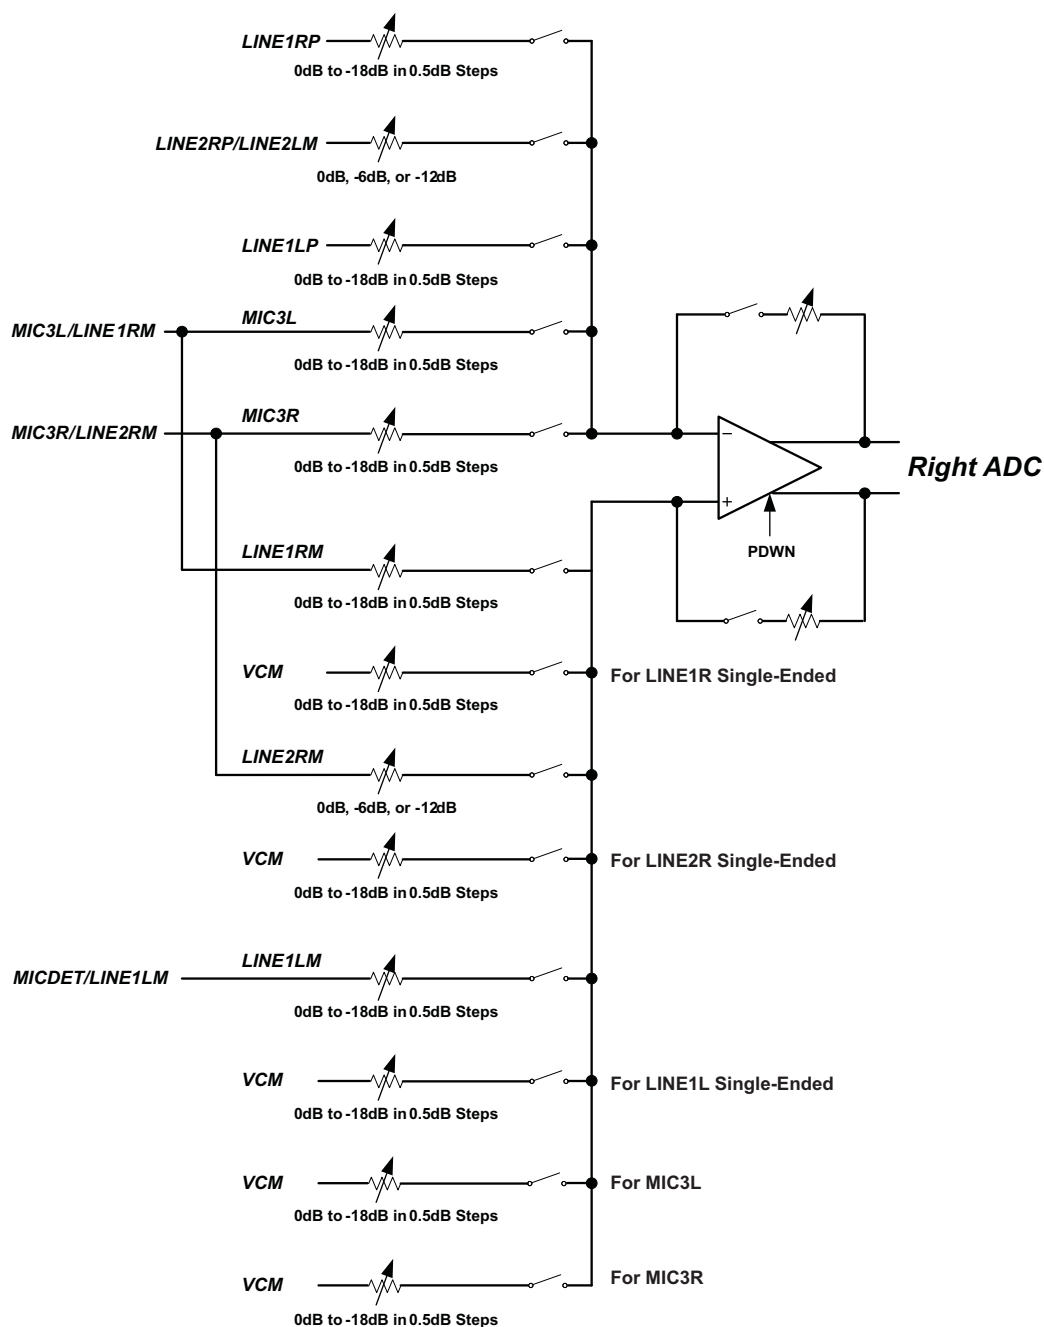 LINE1RP
0dB to -18dB in 0.5dB Steps
LINE2RP/LINE2LM
0dB, -6dB, or -12dB
LINE1LP
0dB to -18dB in 0.5dB Steps
MIC3L/LINE1RM
MIC3L
0dB to -18dB in 0.5dB Steps
MIC3R/LINE2RM
MIC3R
0dB to -18dB in 0.5dB Steps
−
+
PDWN
Right ADC
LINE1RM
0dB to -18dB in 0.5dB Steps
VCM
For LINE1R Single-Ended
0dB to -18dB in 0.5dB Steps
LINE2RM
0dB, -6dB, or -12dB
VCM
For LINE2R Single-Ended
0dB to -18dB in 0.5dB Steps
MICDET/LINE1LM
LINE1LM
0dB to -18dB in 0.5dB Steps
VCM
For LINE1L Single-Ended
0dB to -18dB in 0.5dB Steps
VCM
For MIC3L
0dB to -18dB in 0.5dB Steps
VCM
For MIC3R
0dB to -18dB in 0.5dB Steps